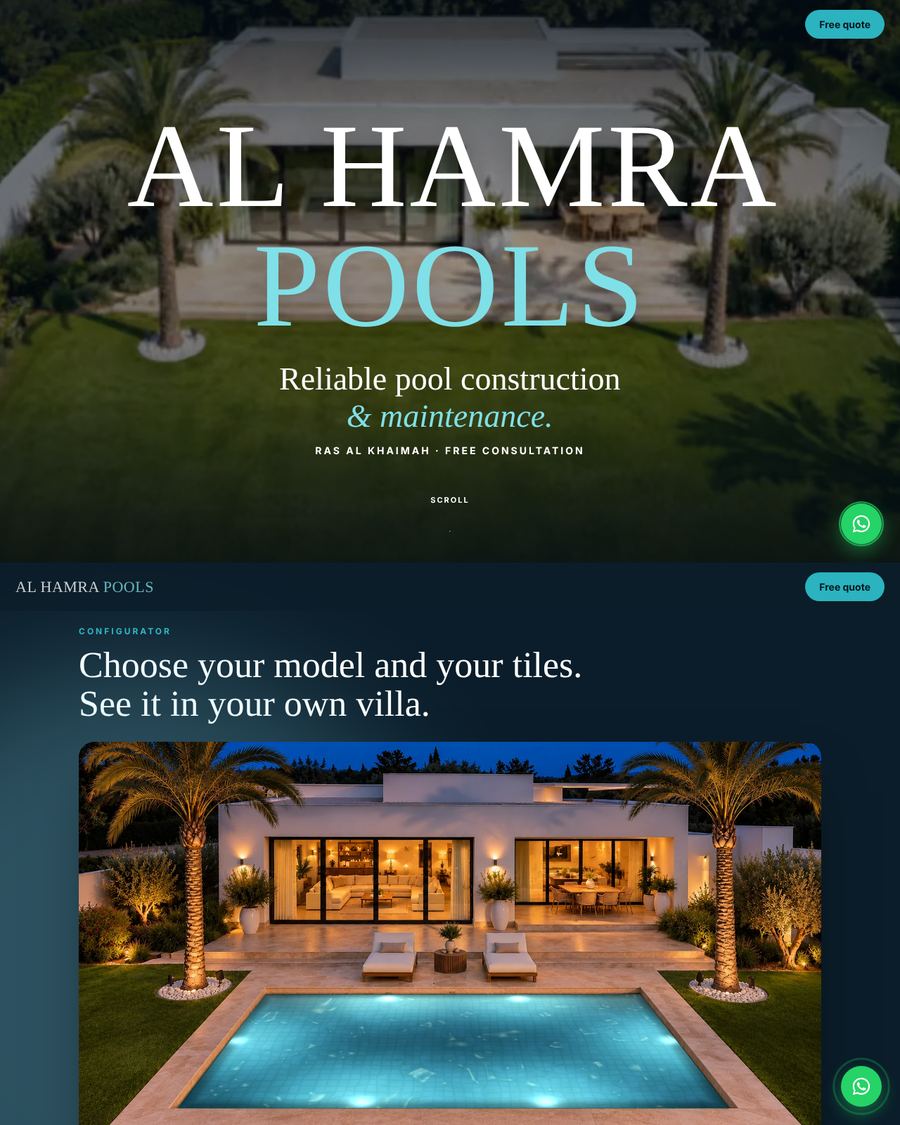 Free quote
AL HAMRA
POOLS
Reliable pool construction
& maintenance.
RAS AL KHAIMAH · FREE CONSULTATION
SCROLL
AL HAMRA POOLS
Free quote
CONFIGURATOR
Choose your model and your tiles.
See it in your own villa.